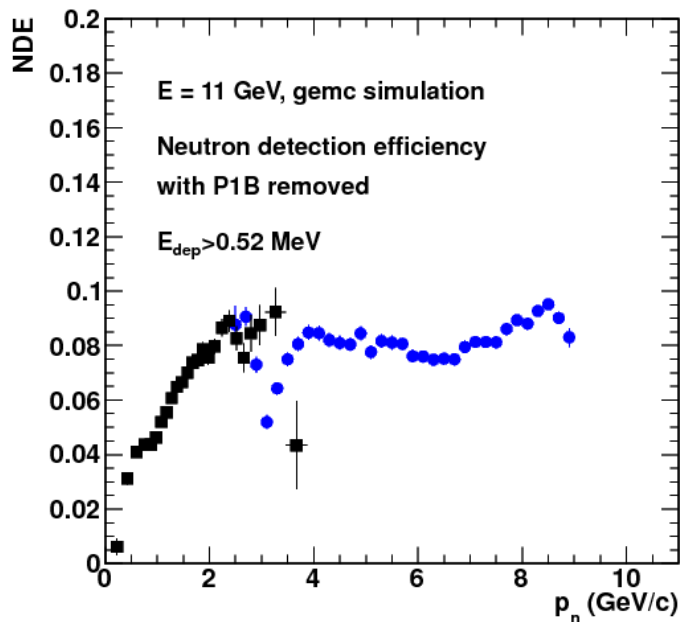 NDE
0.2
0.18
0.16
0.14
0.12
0.1
0.08
0.06
0.04
0.02
0
E = 11 GeV, gemc simulation
Neutron detection efficiency
with P1B removed
E_dep>0.52 MeV
0 2 4 6 8 10
p_n (GeV/c)